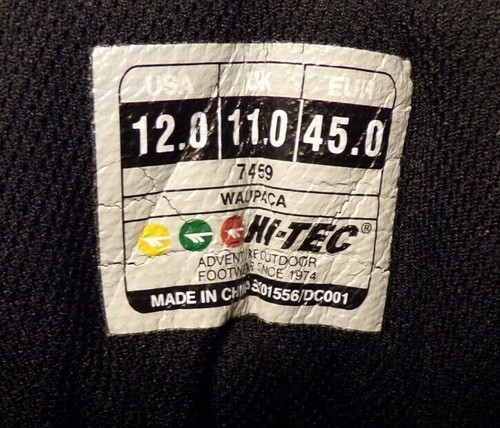 USA UK EUR
12.0 11.0 45.0
7459
WAUPACA
Hi-TEC®
ADVENTURE OUTDOOR
FOOTWEAR SINCE 1974
MADE IN CHINA 01556/DC001